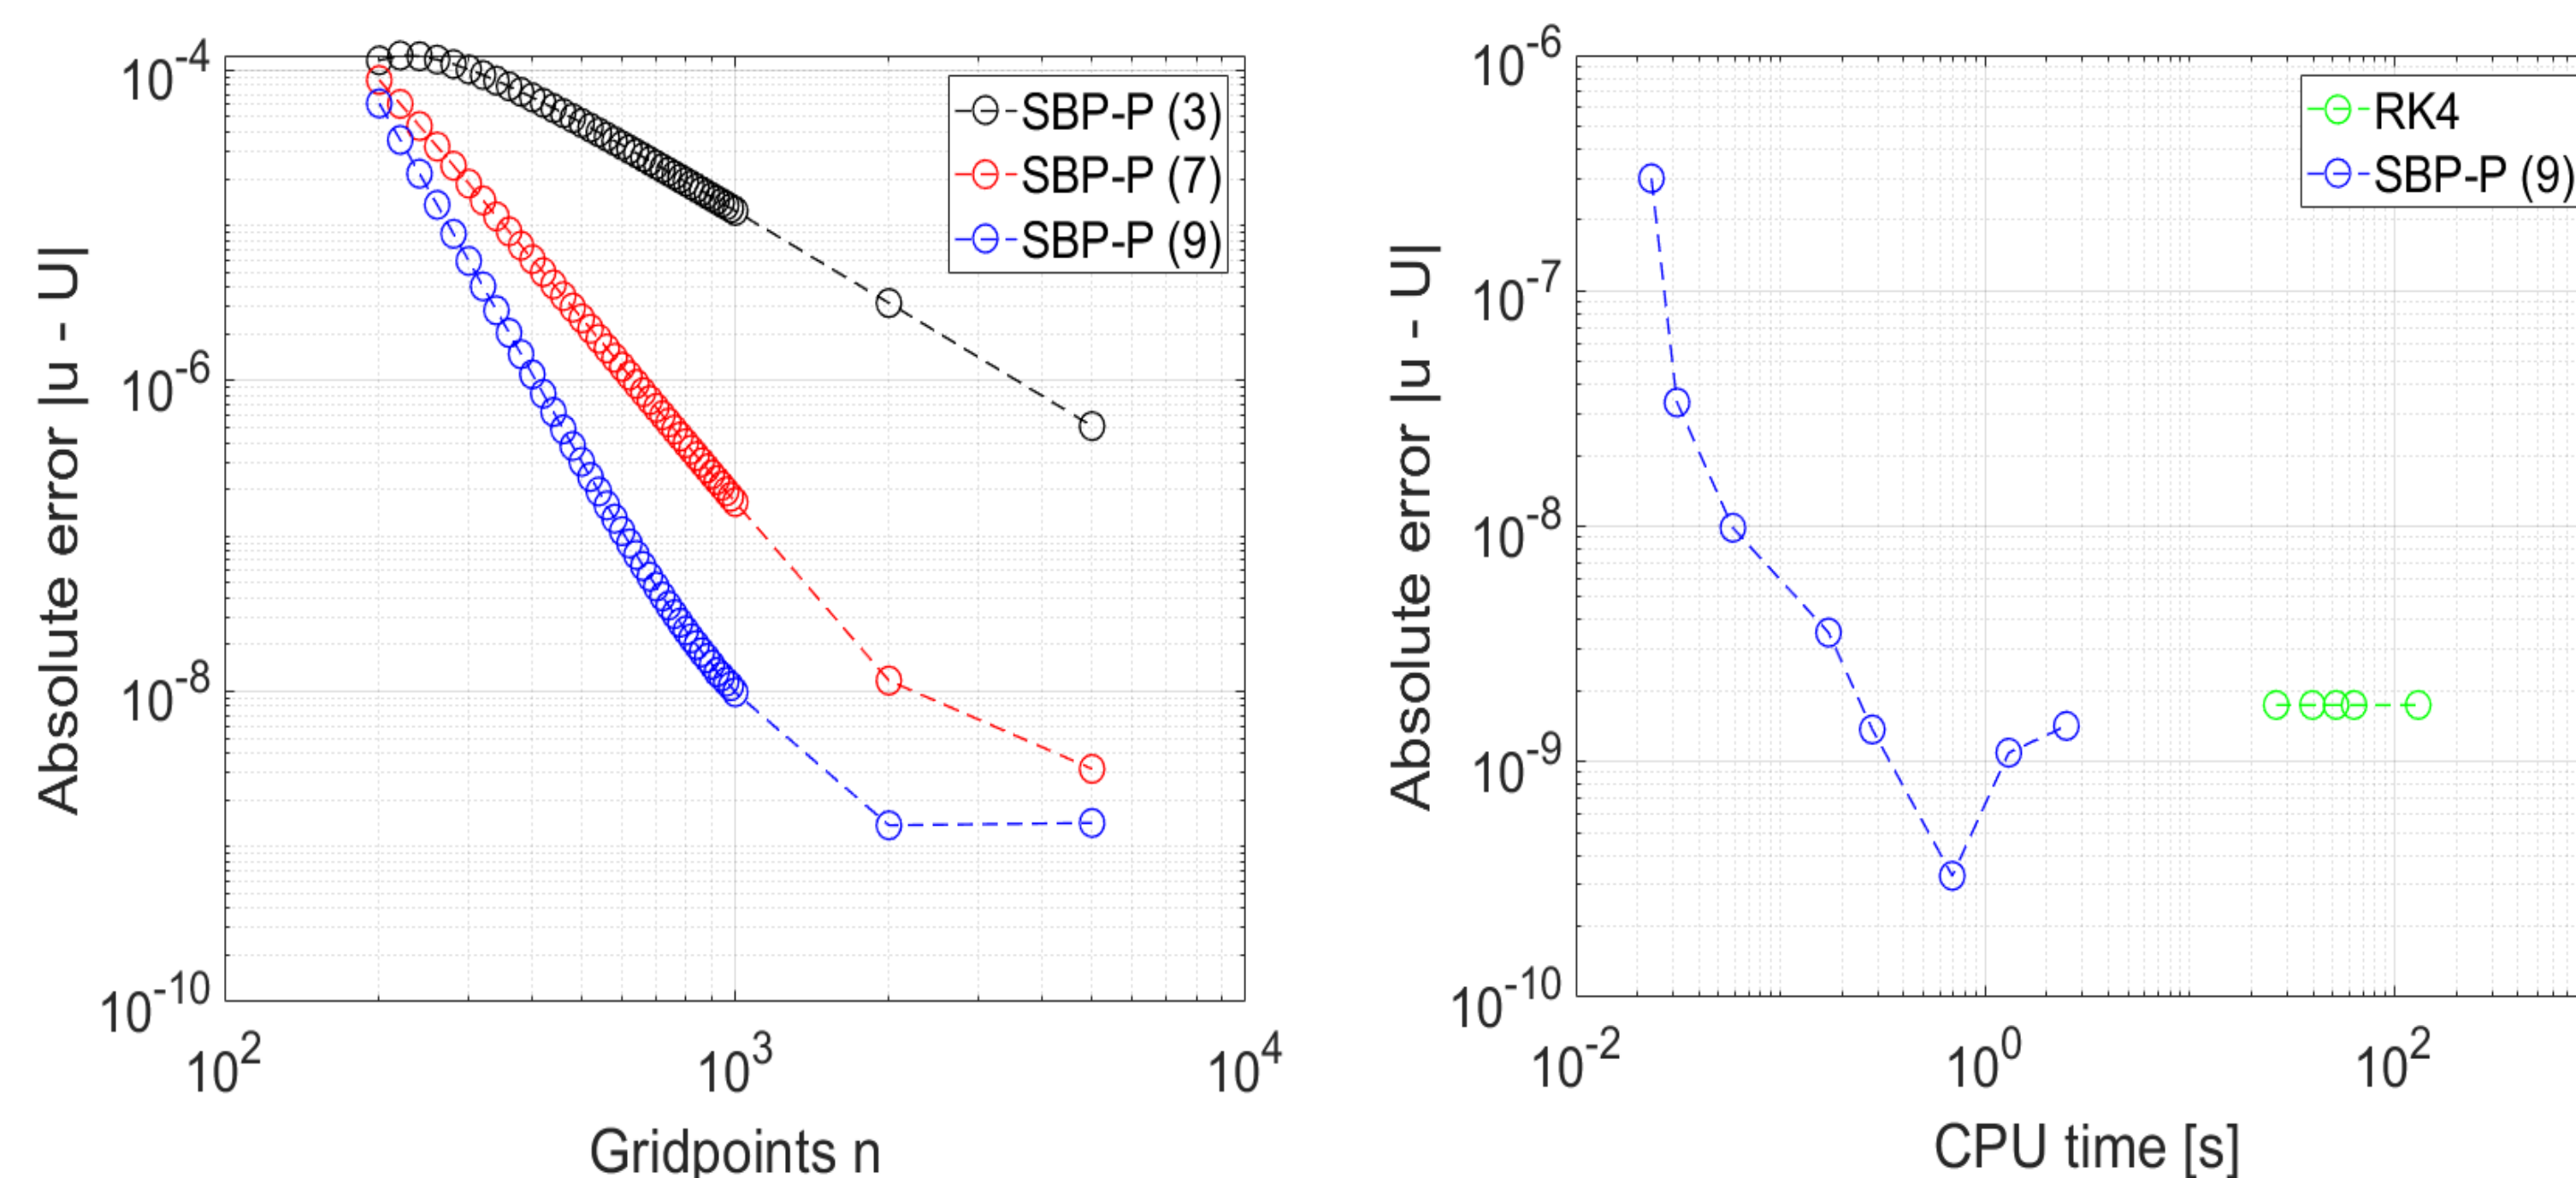 Absolute error |u - U|
10^-4
10^-6
10^-8
10^-10
10^2
10^3
10^4
Gridpoints n
SBP-P (3)
SBP-P (7)
SBP-P (9)
Absolute error |u - U|
10^-6
10^-7
10^-8
10^-9
10^-10
10^-2
10^0
10^2
CPU time [s]
RK4
SBP-P (9)